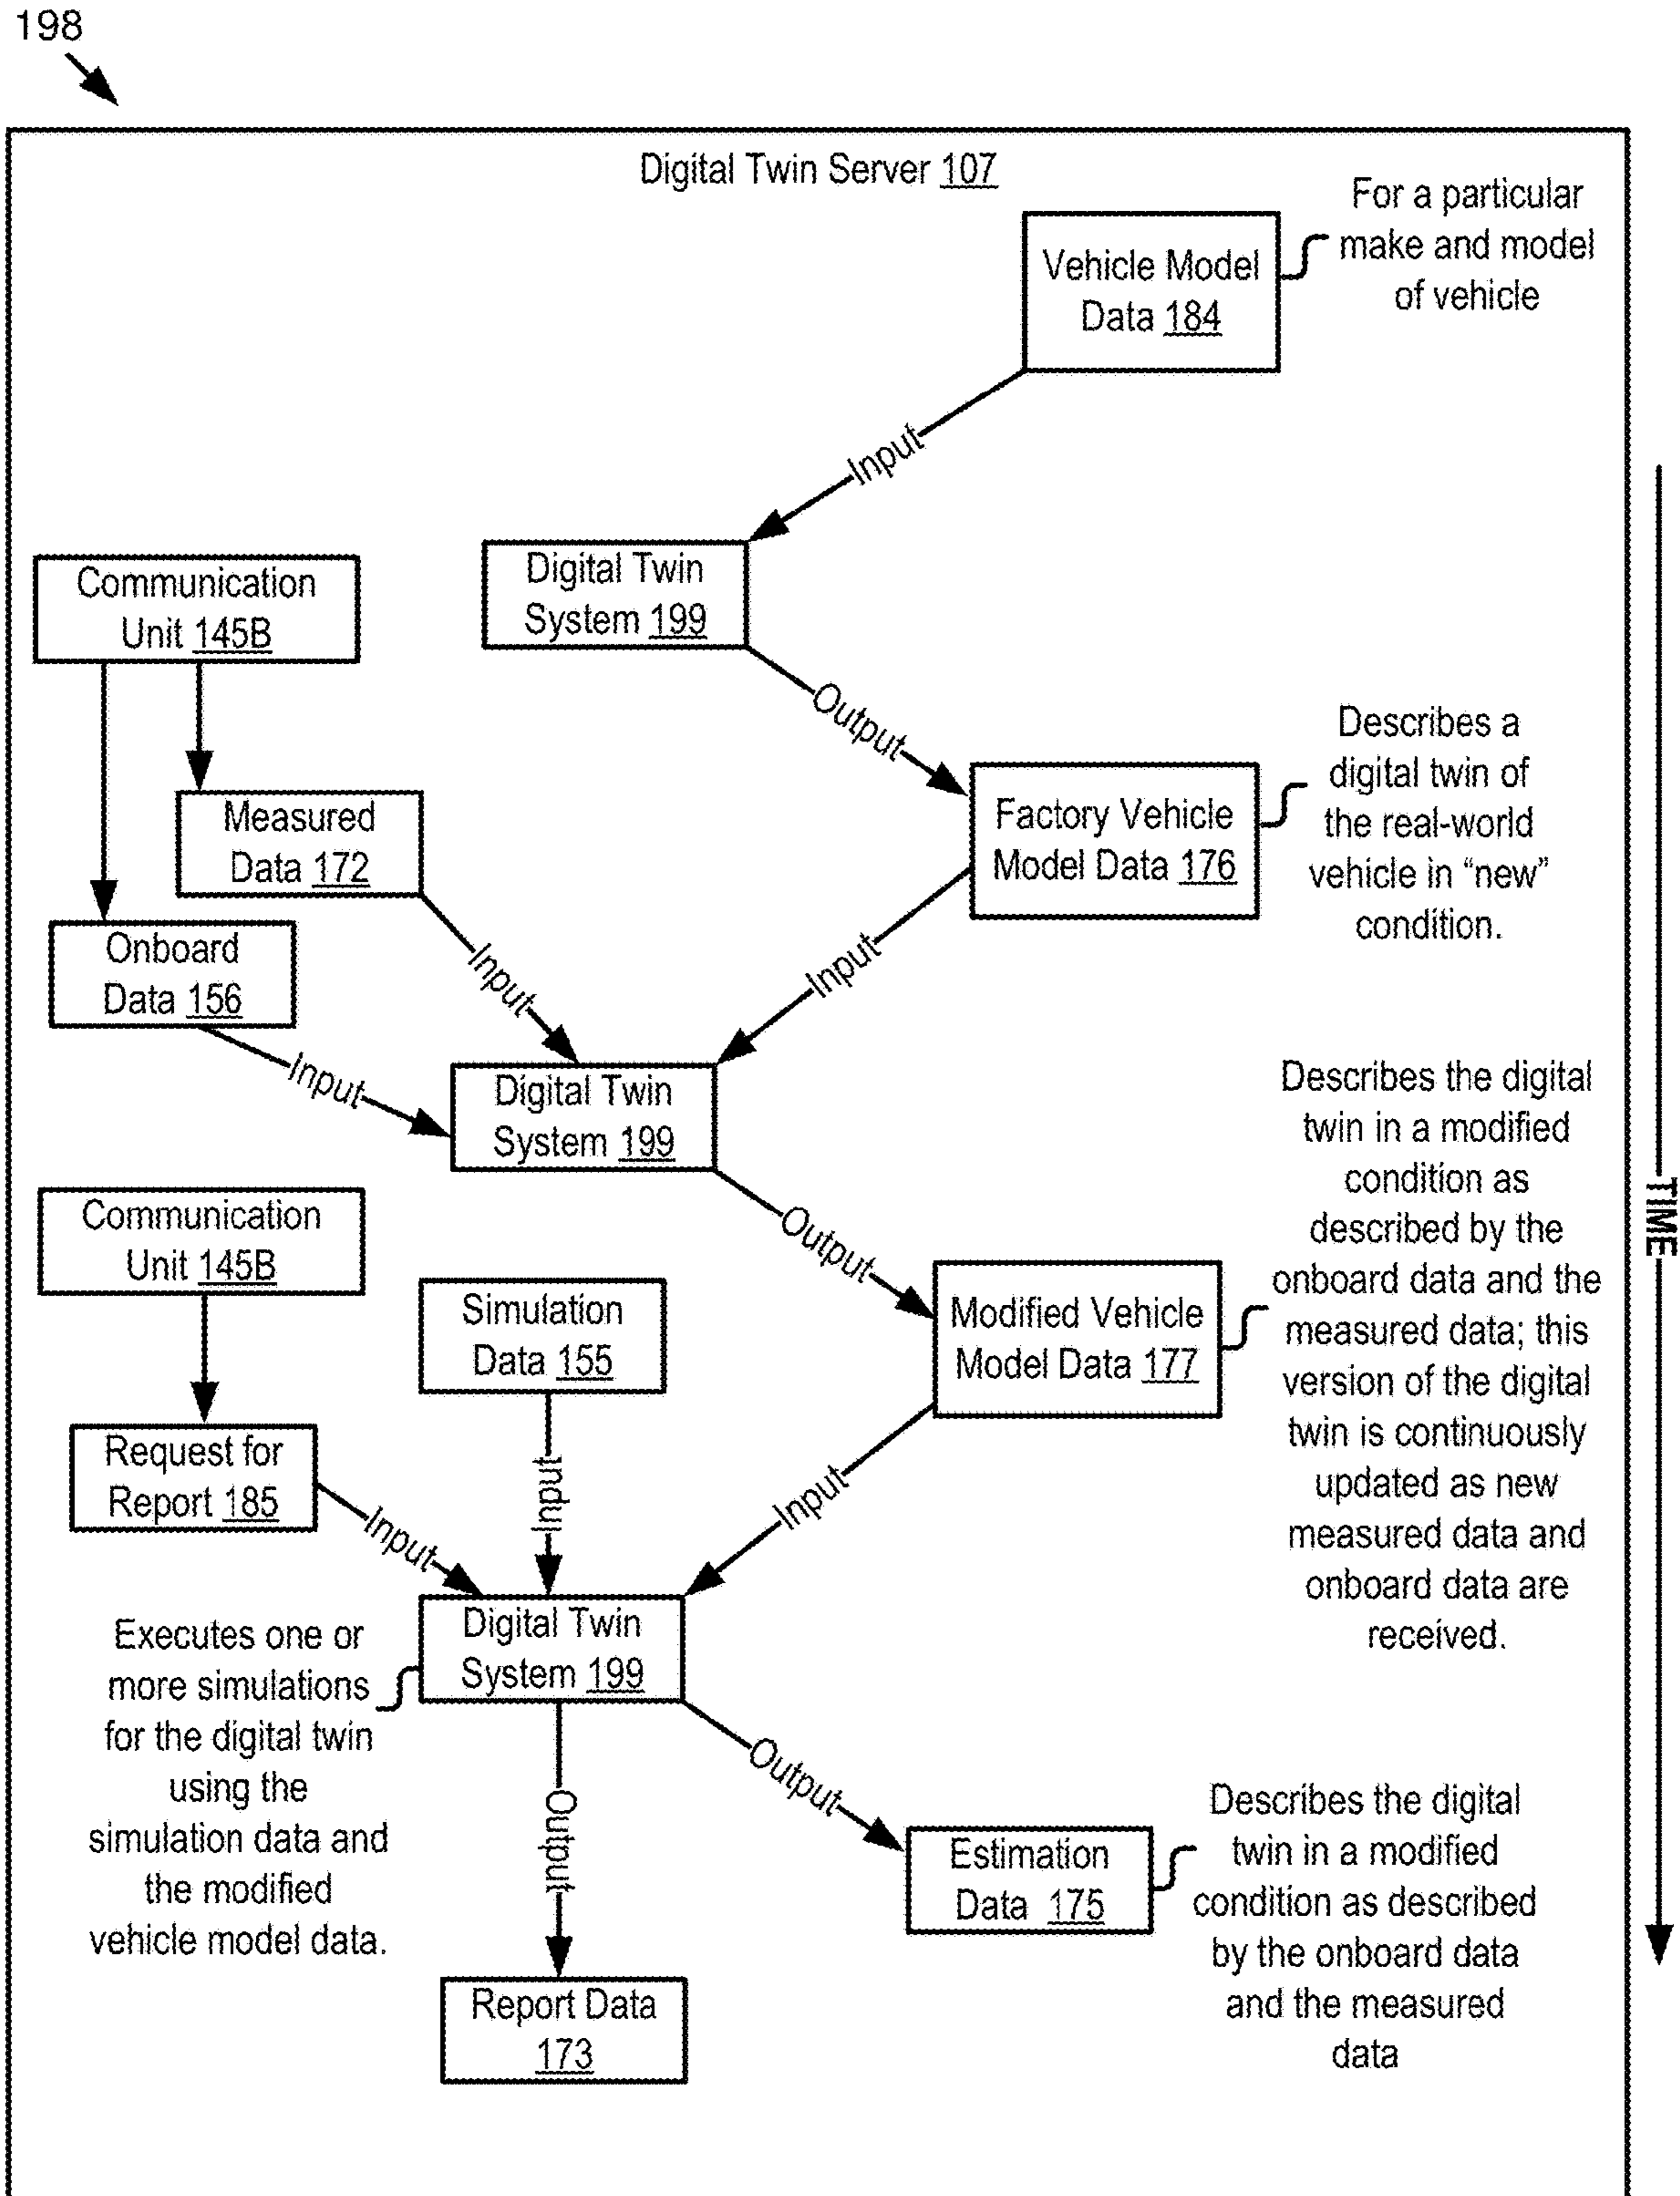 198
Digital Twin Server 107
Vehicle Model
Data 184
For a particular
make and model
of vehicle
Input
Digital Twin
System 199
Communication
Unit 145B
Output
Factory Vehicle
Model Data 176
Describes a
digital twin of
the real-world
vehicle in “new”
condition.
Measured
Data 172
Onboard
Data 156
Input
Input
Input
Digital Twin
System 199
Output
Modified Vehicle
Model Data 177
Describes the digital
twin in a modified
condition as
described by the
onboard data and the
measured data; this
version of the digital
twin is continuously
updated as new
measured data and
onboard data are
received.
TIME
Communication
Unit 145B
Simulation
Data 155
Request for
Report 185
Input
Input
Input
Digital Twin
System 199
Executes one or
more simulations
for the digital twin
using the
simulation data and
the modified
vehicle model data.
Output
Output
Estimation
Data 175
Describes the digital
twin in a modified
condition as described
by the onboard data
and the measured
data
Report Data
173